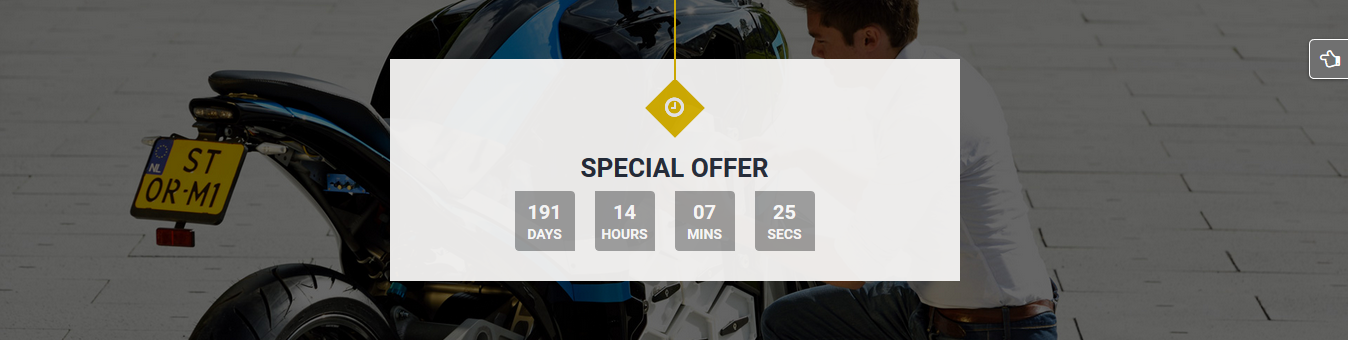 SPECIAL OFFER
191 14 07 25
DAYS HOURS MINS SECS
NL
ST
OR-M1